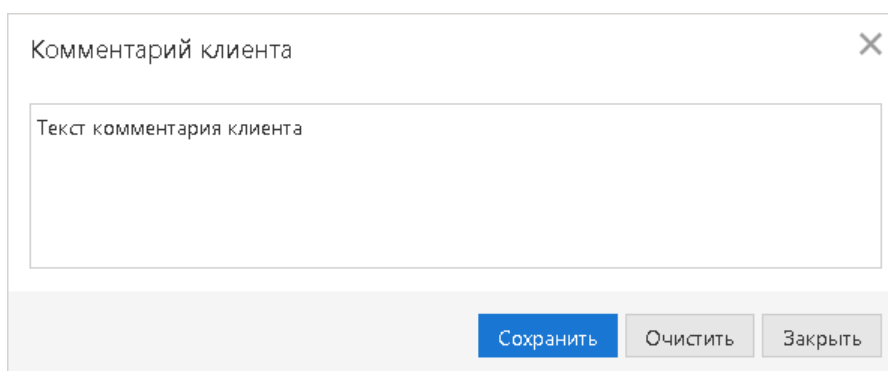 Комментарий клиента
Текст комментария клиента
Сохранить Очистить Закрыть